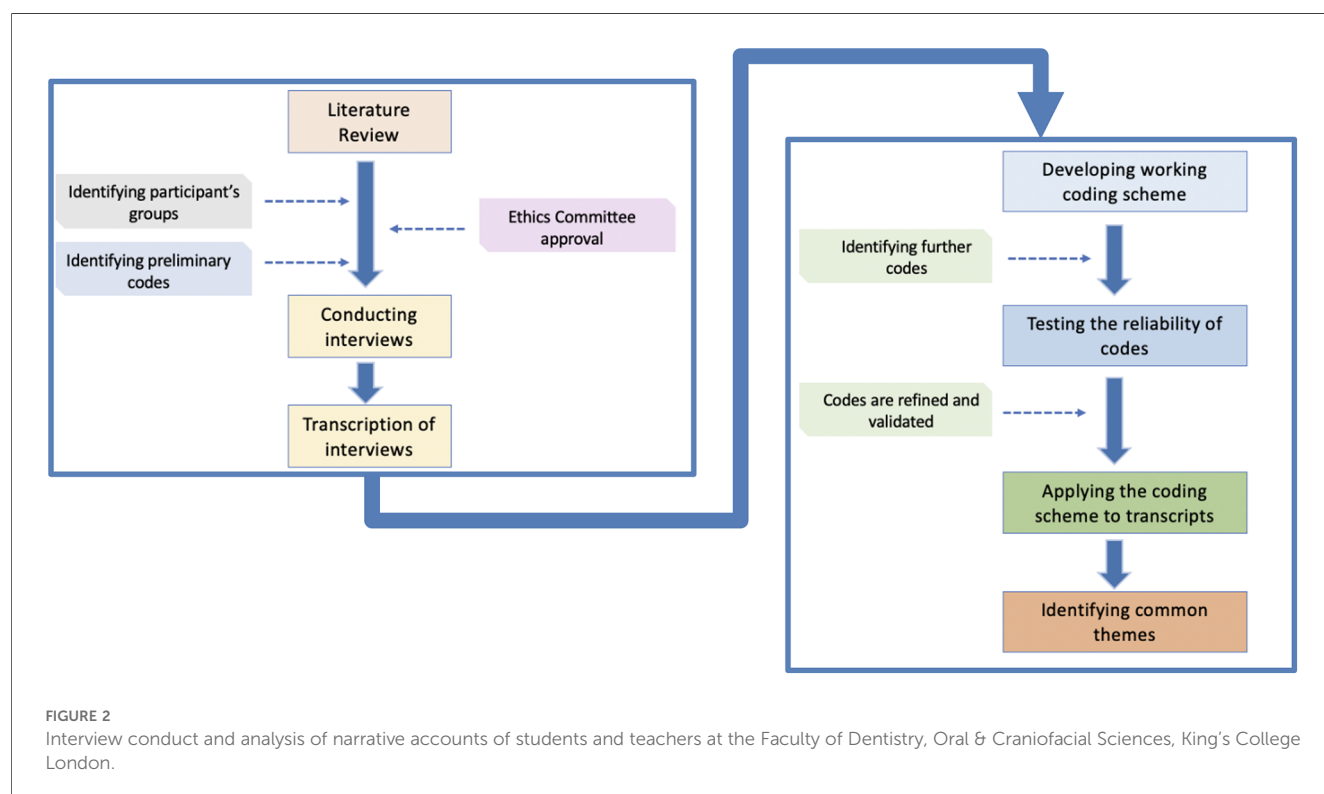 Literature
Review
Identifying participant's
groups
Ethics Committee
approval
Identifying preliminary
codes
Conducting
interviews
Transcription of
interviews
Developing working
coding scheme
Identifying further
codes
Testing the reliability of
codes
Codes are refined and
validated
Applying the coding
scheme to transcripts
Identifying common
themes
FIGURE 2
Interview conduct and analysis of narrative accounts of students and teachers at the Faculty of Dentistry, Oral & Craniofacial Sciences, King's College
London.